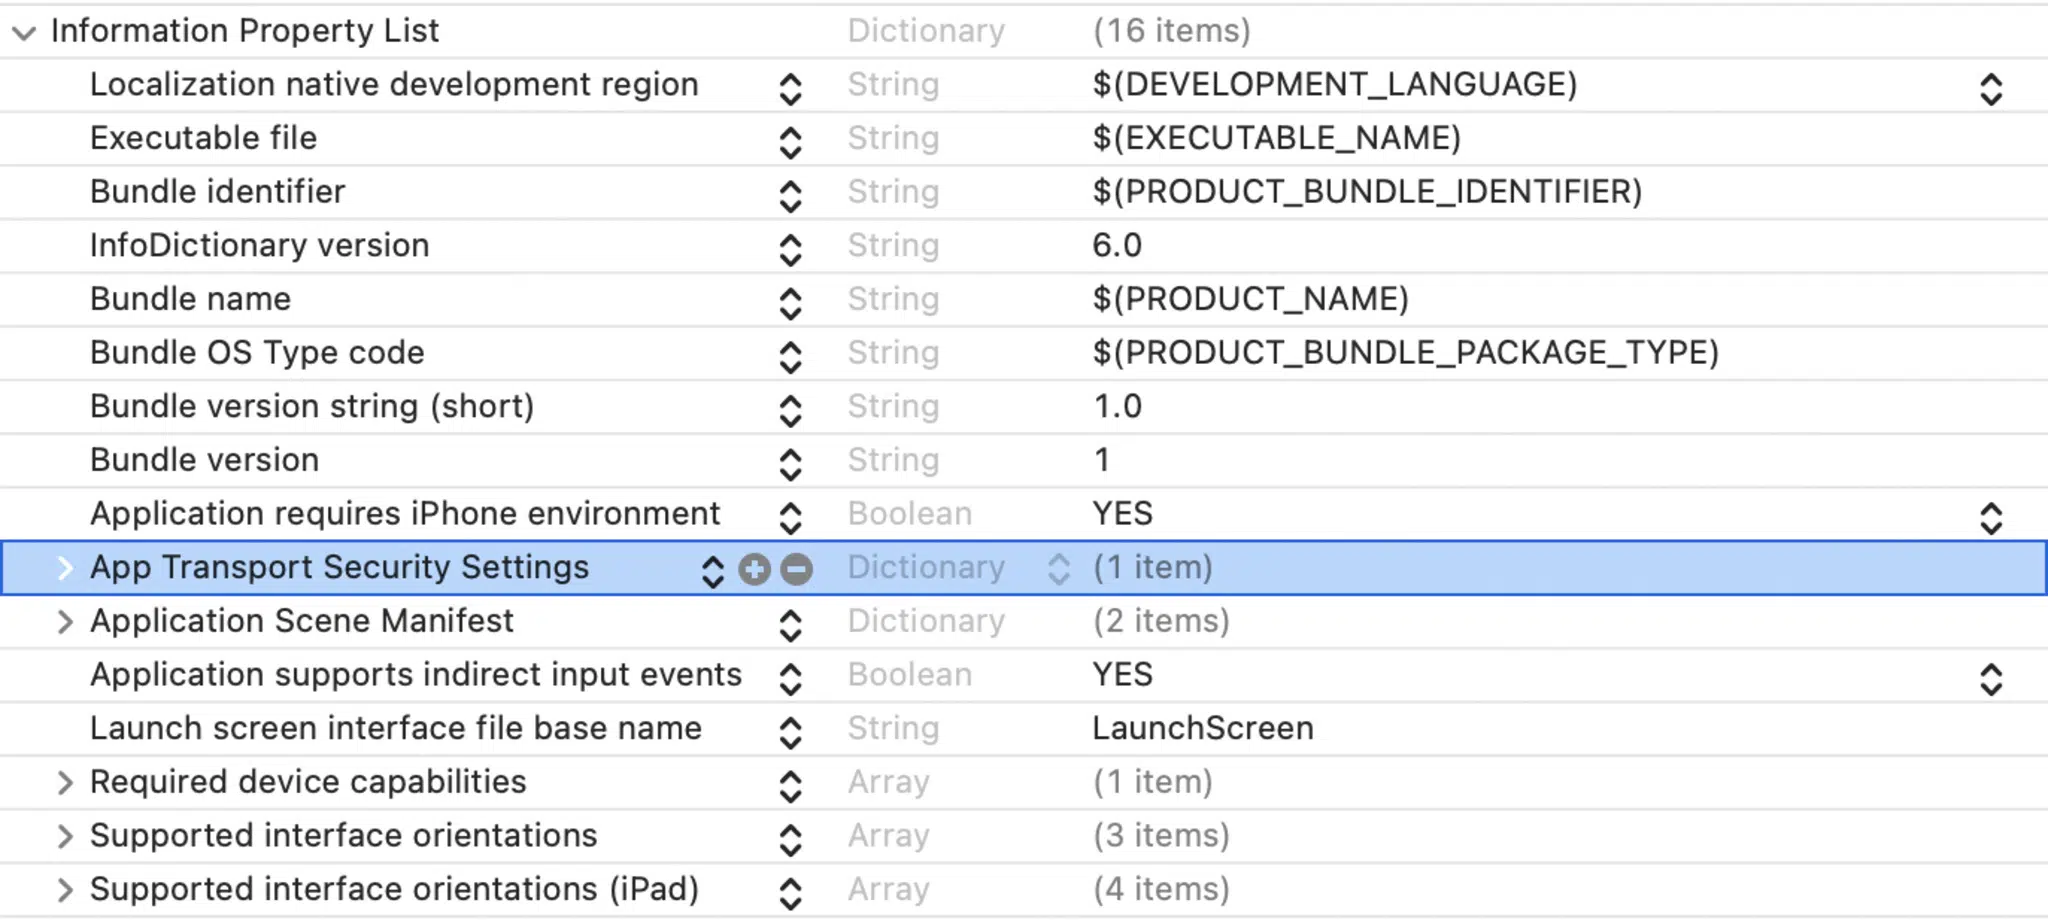 Information Property List Dictionary (16 items)
Localization native development region String $(DEVELOPMENT_LANGUAGE)
Executable file String $(EXECUTABLE_NAME)
Bundle identifier String $(PRODUCT_BUNDLE_IDENTIFIER)
InfoDictionary version String 6.0
Bundle name String $(PRODUCT_NAME)
Bundle OS Type code String $(PRODUCT_BUNDLE_PACKAGE_TYPE)
Bundle version string (short) String 1.0
Bundle version String 1
Application requires iPhone environment Boolean YES
App Transport Security Settings Dictionary (1 item)
Application Scene Manifest Dictionary (2 items)
Application supports indirect input events Boolean YES
Launch screen interface file base name String LaunchScreen
Required device capabilities Array (1 item)
Supported interface orientations Array (3 items)
Supported interface orientations (iPad) Array (4 items)